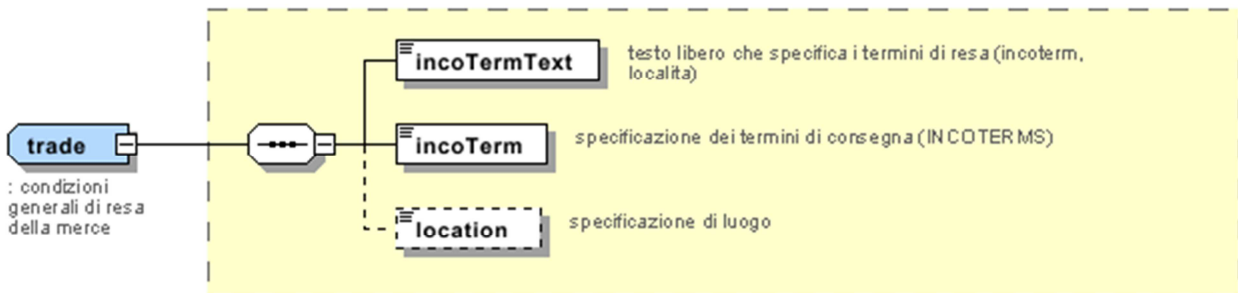 incoTermText
testo libero che specifica i termini di resa (incoterm,
localita)
trade
incoTerm
specificazione dei termini di consegna (INCOTERMS)
: condizioni
generali di resa
della merce
location
specificazione di luogo